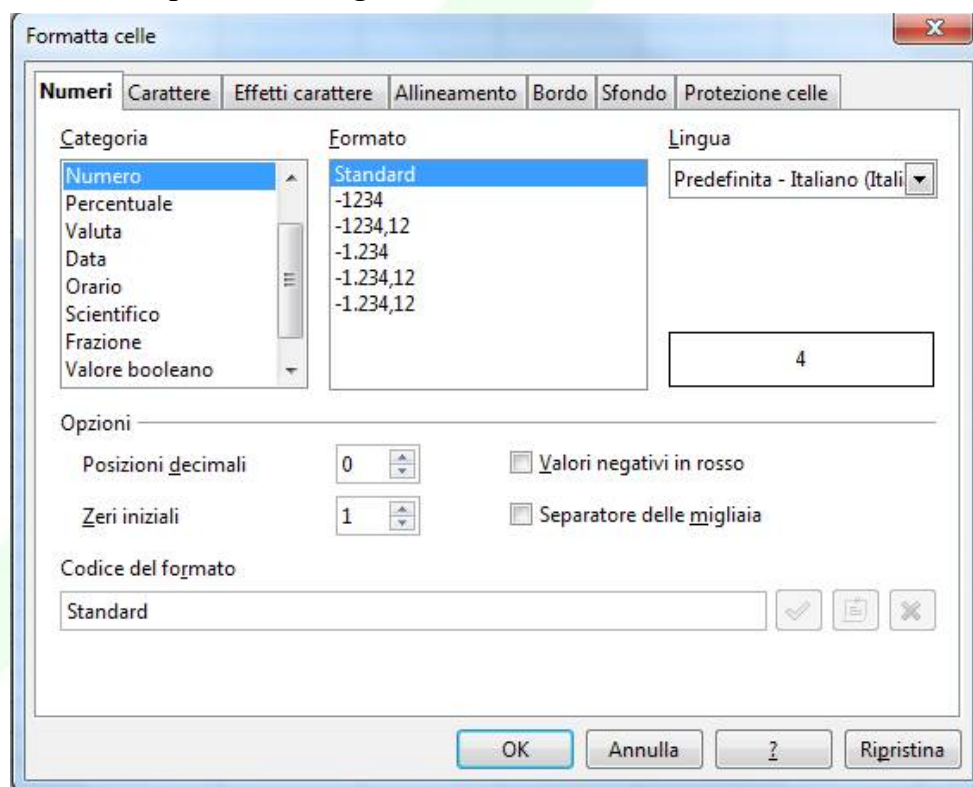 Formatta celle
Numeri Carattere Effetti carattere Allineamento Bordo Sfondo Protezione celle
Categoria
Numero
Percentuale
Valuta
Data
Orario
Scientifico
Frazione
Valore booleano
Formato
Standard
-1234
-1234,12
-1.234
-1.234,12
-1.234,12
Lingua
Predefinita - Italiano (Itali
4
Opzioni
Posizioni decimali 0
Valori negativi in rosso
Zeri iniziali 1
Separatore delle migliaia
Codice del formato
Standard
OK Annulla ? Ripristina